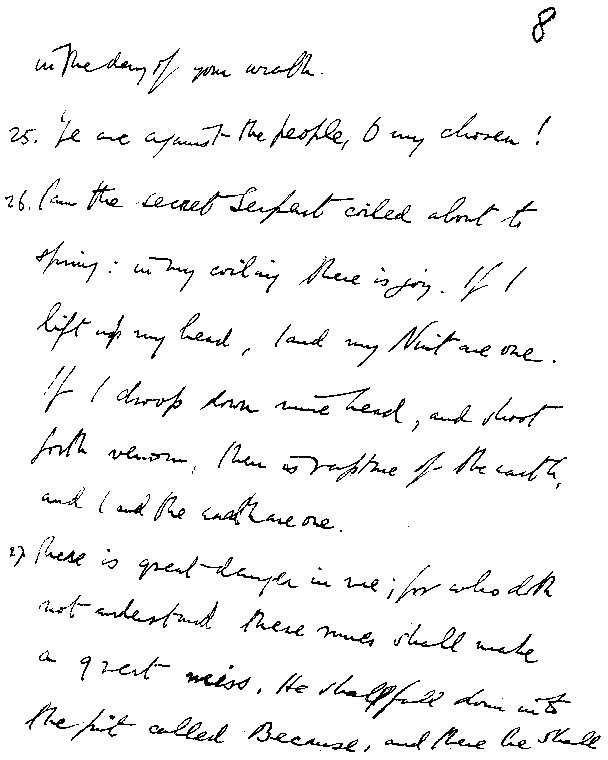 8
in the day of your wrath.
25. Ye are against the people, O my chosen!
26. I am the secret Serpent coiled about to
spring: in my coiling there is joy. If I
lift up my head, I and my Nuit are one.
If I droop down mine head, and shoot
forth venom, then is rapture of the earth,
and I and the earth are one.
27 There is great danger in me; for who doth
not understand these runes shall make
a great miss. He shall fall down into
the pit called Because, and there he shall